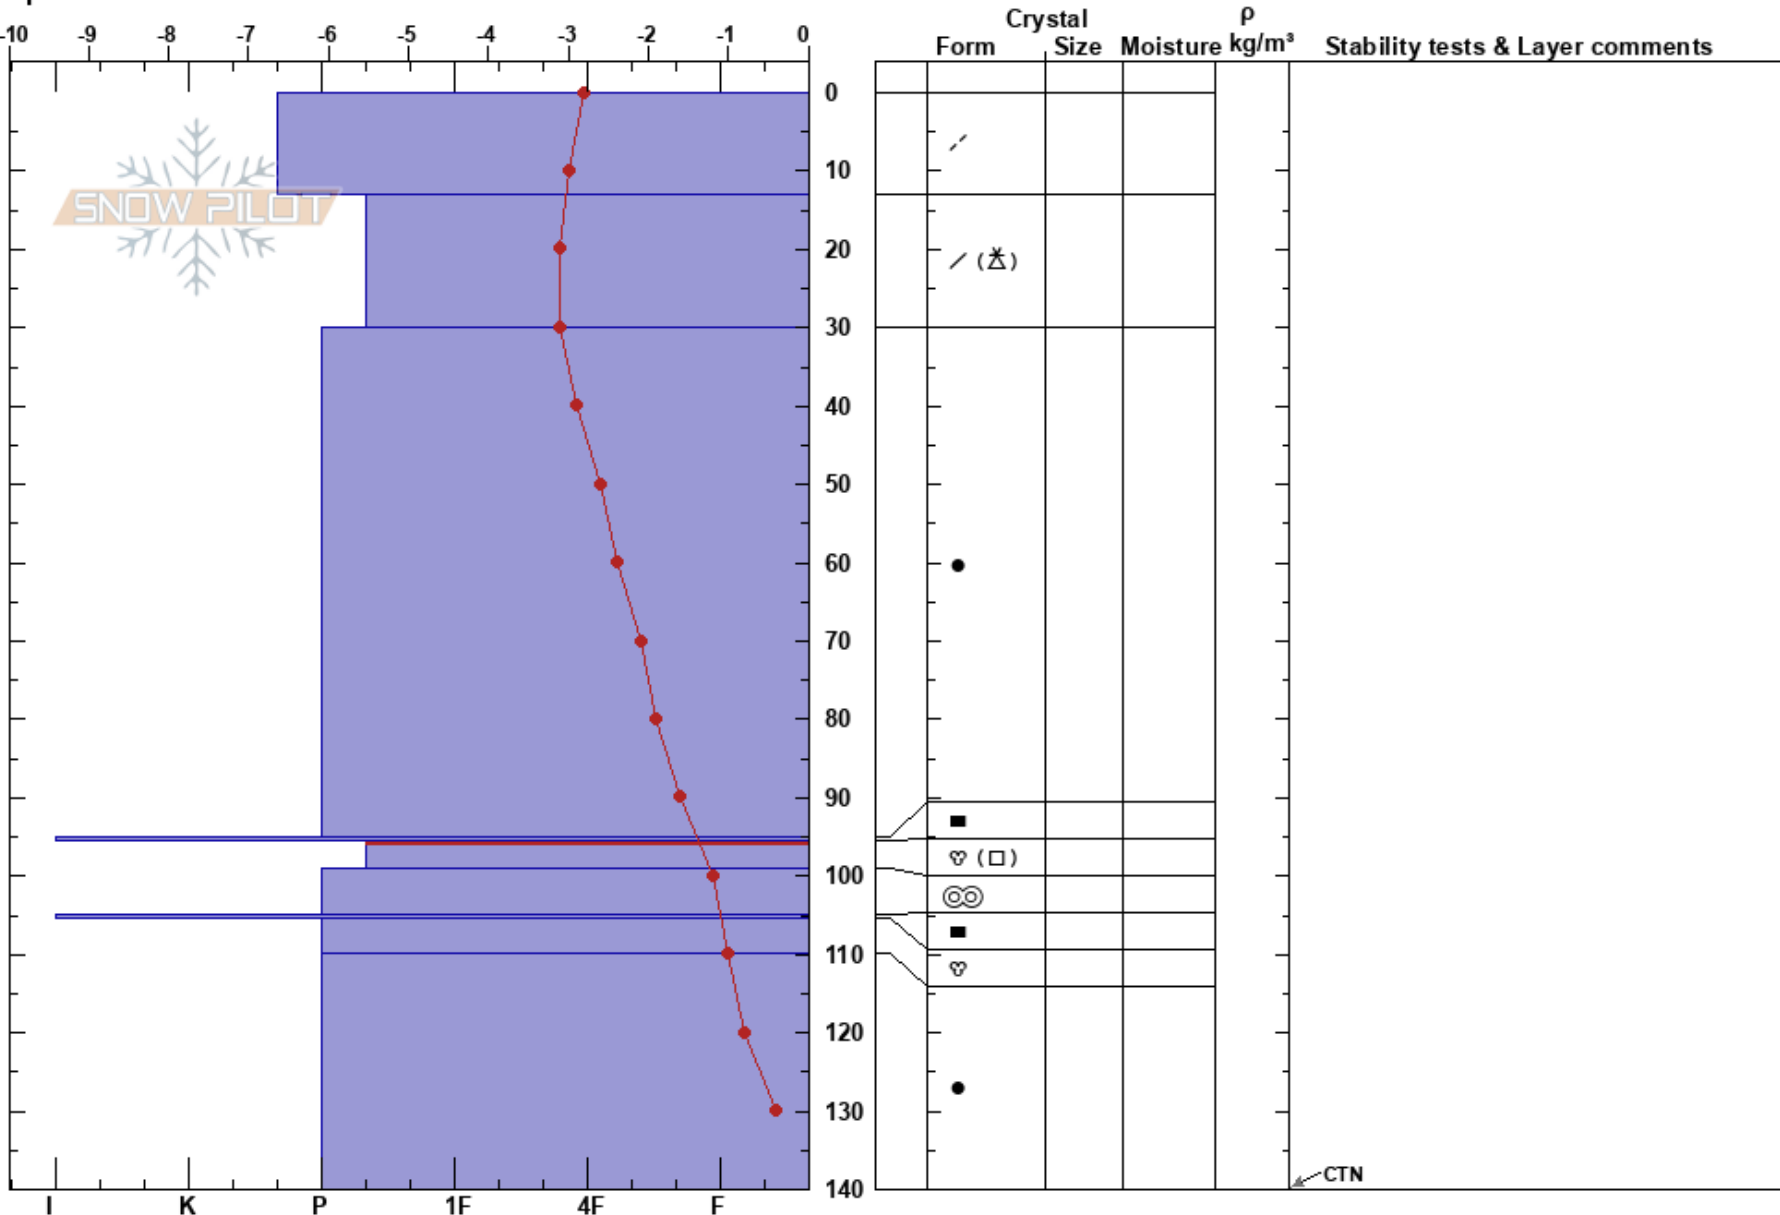 -10 -9 -8 -7 -6 -5 -4 -3 -2 -1 0
Crystal
Form Size Moisture
ρ
kg/m³
Stability tests & Layer comments
SNOW PILOT
0
10
20
30
40
50
60
70
80
90
100
110
120
130
140
CTN
I K P 1F 4F F